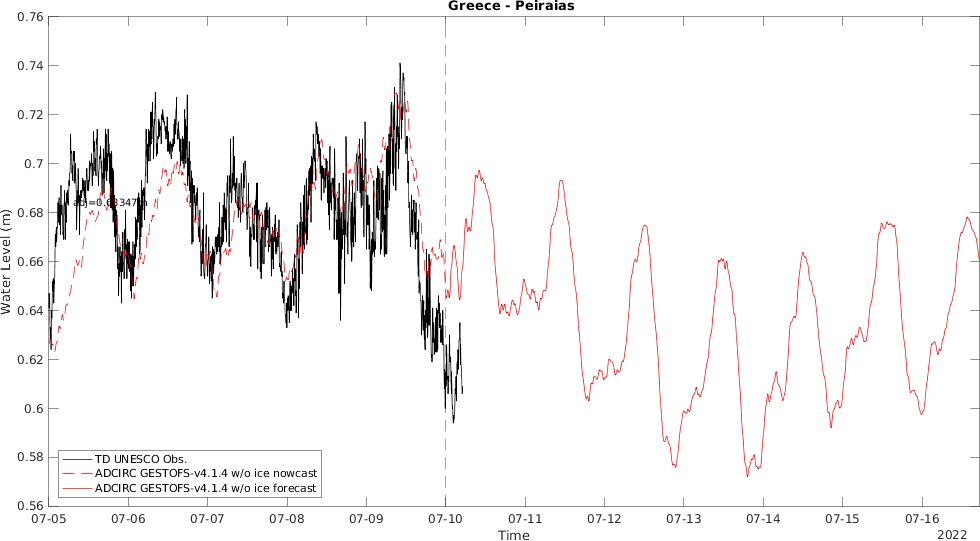 Greece - Peiraias
0.76
0.74
0.72
0.7
0.68
0.66
0.64
0.62
0.6
0.58
0.56
Water Level (m)
TD UNESCO Obs.
ADCIRC GESTOFS-v4.1.4 w/o ice nowcast
ADCIRC GESTOFS-v4.1.4 w/o ice forecast
07-05 07-06 07-07 07-08 07-09 07-10 07-11 07-12 07-13 07-14 07-15 07-16
Time
2022